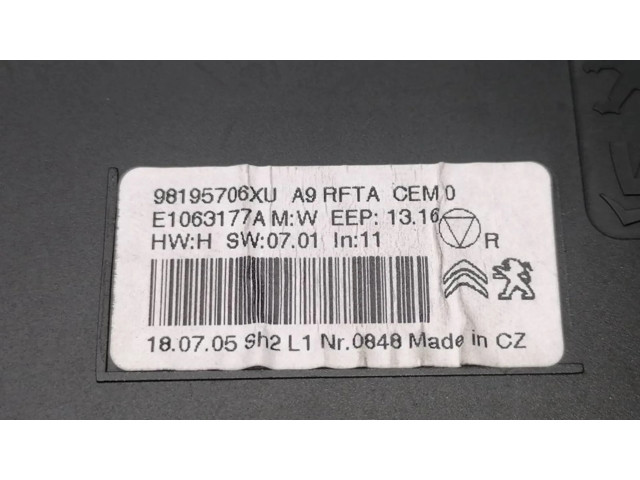 98195706XU A9 RFTA CEM 0
E1063177A M:W EEP: 13.16
HW:H SW:07.01 In:11 R
18.07.05 Sh2 L1 Nr.0848 Made in CZ